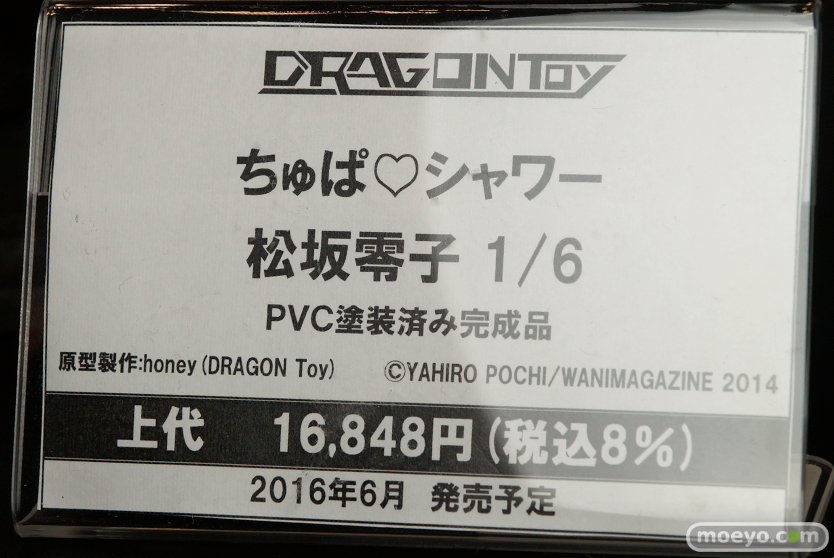 DRAGONToy
ちゅぱ♡シャワー
松坂零子 1/6
PVC塗装済み完成品
原型製作:honey(DRAGON Toy) ©YAHIRO POCHI/WANIMAGAZINE 2014
上代 16,848円(税込8%)
2016年6月 発売予定
moeyo.com